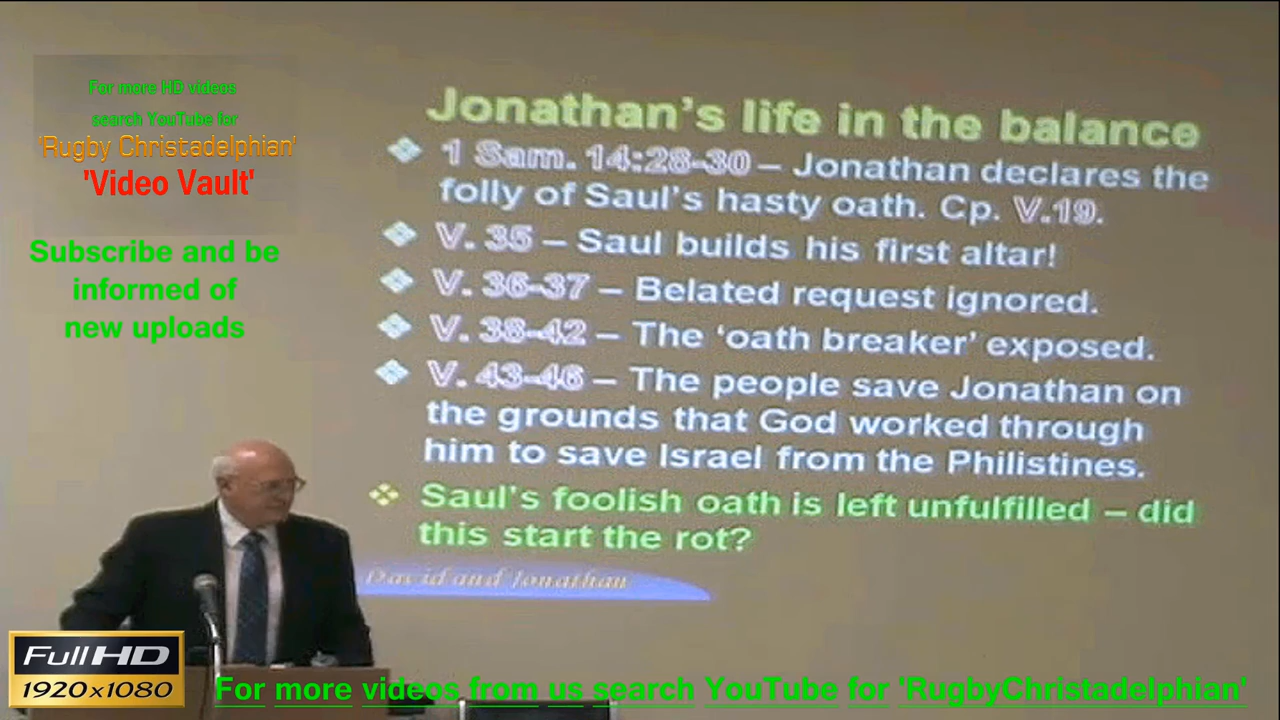 For more HD videos
search YouTube for
'Rugby Christadelphian'
'Video Vault'
Subscribe and be
informed of
new uploads
Jonathan's life in the balance
1 Sam. 14:28-30 – Jonathan declares the
folly of Saul's hasty oath. Cp. V.19.
V. 35 – Saul builds his first altar!
V. 36-37 – Belated request ignored.
V. 38-42 – The 'oath breaker' exposed.
V. 43-46 – The people save Jonathan on
the grounds that God worked through
him to save Israel from the Philistines.
Saul's foolish oath is left unfulfilled – did
this start the rot?
David and Jonathan
Full HD
1920x1080
For more videos from us search YouTube for 'RugbyChristadelphian'